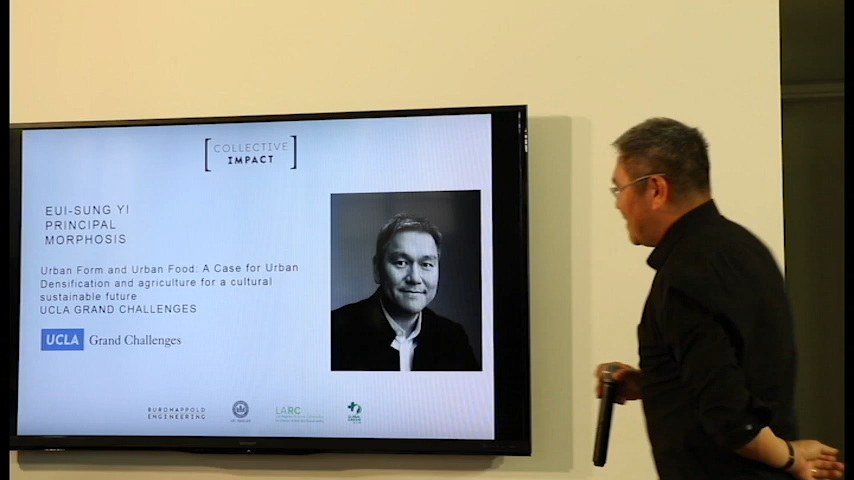 COLLECTIVE
IMPACT
EUI-SUNG YI
PRINCIPAL
MORPHOSIS
Urban Form and Urban Food: A Case for Urban
Densification and agriculture for a cultural
sustainable future
UCLA GRAND CHALLENGES
UCLA Grand Challenges
BUROHAPPOLD
ENGINEERING
LARC